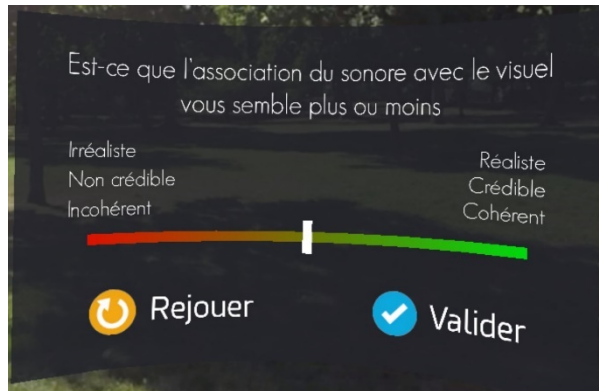 Est-ce que l'association du sonore avec le visuel
vous semble plus ou moins
Irréaliste
Non crédible
Incohérent
Réaliste
Crédible
Cohérent
Rejouer
Valider